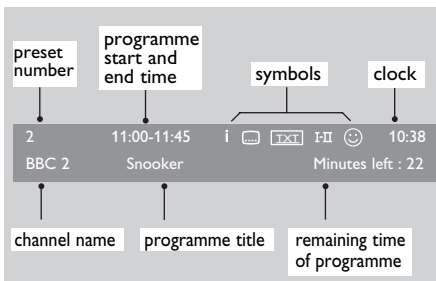 preset
number
programme
start and
end time
symbols
clock
2 11:00-11:45 i .... TXT I-II 10:38
BBC 2 Snooker Minutes left : 22
channel name
programme title
remaining time
of programme